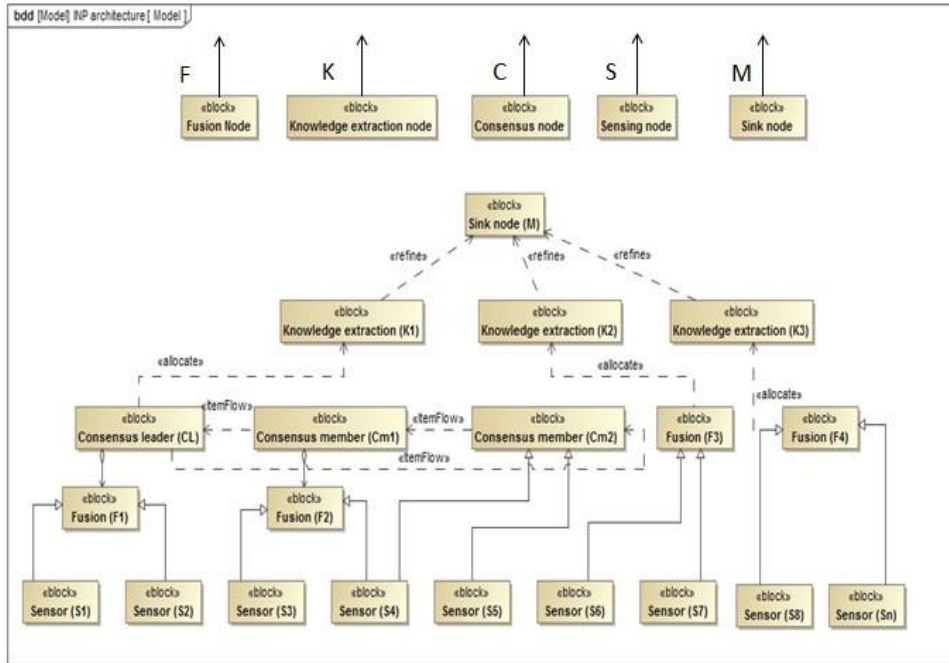 bdd [Model] INP architecture [ Model ]
F K C S M
«block» «block» «block» «block» «block»
Fusion Node Knowledge extraction node Consensus node Sensing node Sink node
«block»
Sink node (M)
«refine» «refine» «refine»
«block» «block» «block»
Knowledge extraction (K1) Knowledge extraction (K2) Knowledge extraction (K3)
«allocate» «allocate»
«allocate»
«block» «ItemFlow» «block» «ItemFlow» «block» «block» «block»
Consensus leader (CL) Consensus member (Cm1) Consensus member (Cm2) Fusion (F3) Fusion (F4)
«ItemFlow»
«block» «block»
Fusion (F1) Fusion (F2)
«block» «block» «block» «block» «block» «block» «block» «block» «block»
Sensor (S1) Sensor (S2) Sensor (S3) Sensor (S4) Sensor (S5) Sensor (S6) Sensor (S7) Sensor (S8) Sensor (Sn)